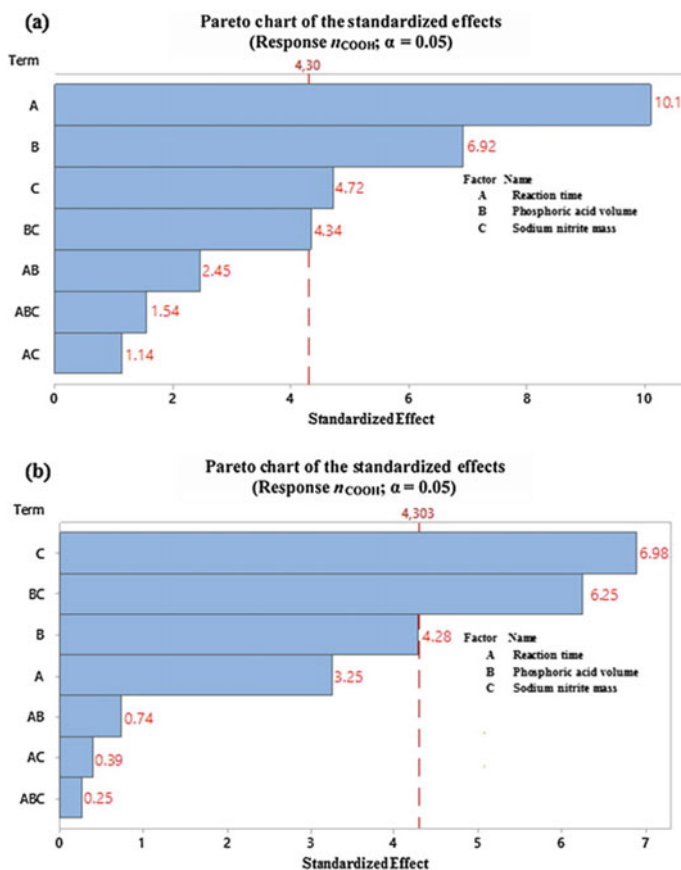 (a)
Pareto chart of the standardized effects
(Response nCOOH; α = 0.05)
Term
4,30
A
10.1
B
6.92
C
4.72
Factor Name
A Reaction time
B Phosphoric acid volume
C Sodium nitrite mass
BC
4.34
AB
2.45
ABC
1.54
AC
1.14
0 2 4 6 8 10
Standardized Effect
(b)
Pareto chart of the standardized effects
(Response nCOOH; α = 0.05)
Term
4,303
C
6.98
BC
6.25
B
4.28
Factor Name
A Reaction time
B Phosphoric acid volume
C Sodium nitrite mass
A
3.25
AB
0.74
AC
0.39
ABC
0.25
0 1 2 3 4 5 6 7
Standardized Effect